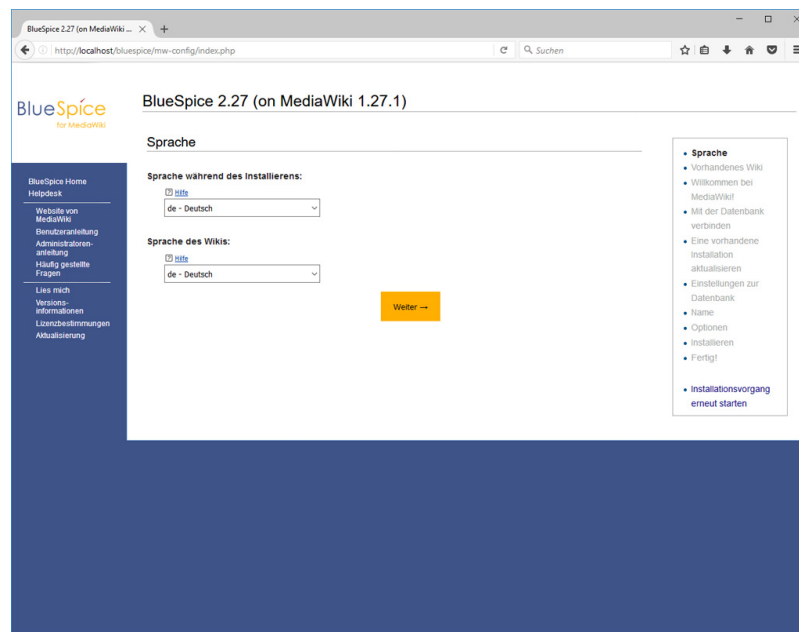 BlueSpice 2.27 (on MediaWiki ...
http://localhost/bluespice/mw-config/index.php
Suchen
BlueSpice
for MediaWiki
BlueSpice 2.27 (on MediaWiki 1.27.1)
BlueSpice Home
Helpdesk
Website von
MediaWiki
Benutzeranleitung
Administratoren-
anleitung
Häufig gestellte
Fragen
Lies mich
Versions-
informationen
Lizenzbestimmungen
Aktualisierung
Sprache
Sprache während des Installierens:
Hilfe
de - Deutsch
Sprache des Wikis:
Hilfe
de - Deutsch
Weiter →
Sprache
Vorhandenes Wiki
Willkommen bei
MediaWiki!
Mit der Datenbank
verbinden
Eine vorhandene
Installation
aktualisieren
Einstellungen zur
Datenbank
Name
Optionen
Installieren
Fertig!
Installationsvorgang
erneut starten